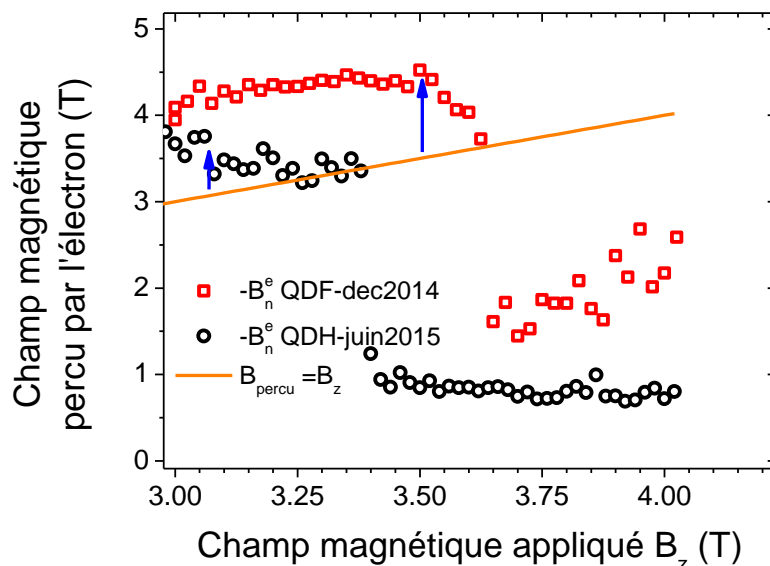 Champ magnétique
percu par l'électron (T)
5
4
3
2
1
0
-B_n^e QDF-dec2014
-B_n^e QDH-juin2015
B_percu =B_z
3.00 3.25 3.50 3.75 4.00
Champ magnétique appliqué B_z (T)